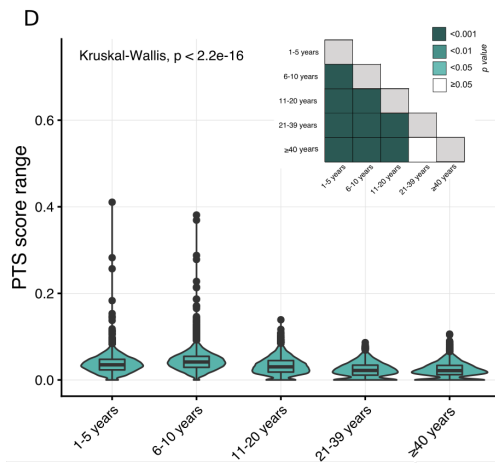 D
Kruskal-Wallis, p < 2.2e-16
<0.001
<0.01
<0.05
≥0.05
p value
1-5 years
6-10 years
11-20 years
21-39 years
≥40 years
1-5 years
6-10 years
11-20 years
21-39 years
≥40 years
PTS score range
0.6
0.4
0.2
0.0
1-5 years
6-10 years
11-20 years
21-39 years
≥40 years